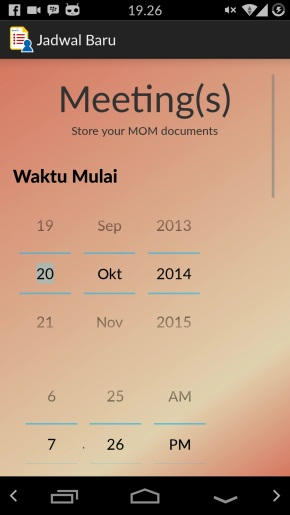 19.26
Jadwal Baru
Meeting(s)
Store your MOM documents
Waktu Mulai
19 Sep 2013
20 Okt 2014
21 Nov 2015
6 25 AM
7 . 26 PM